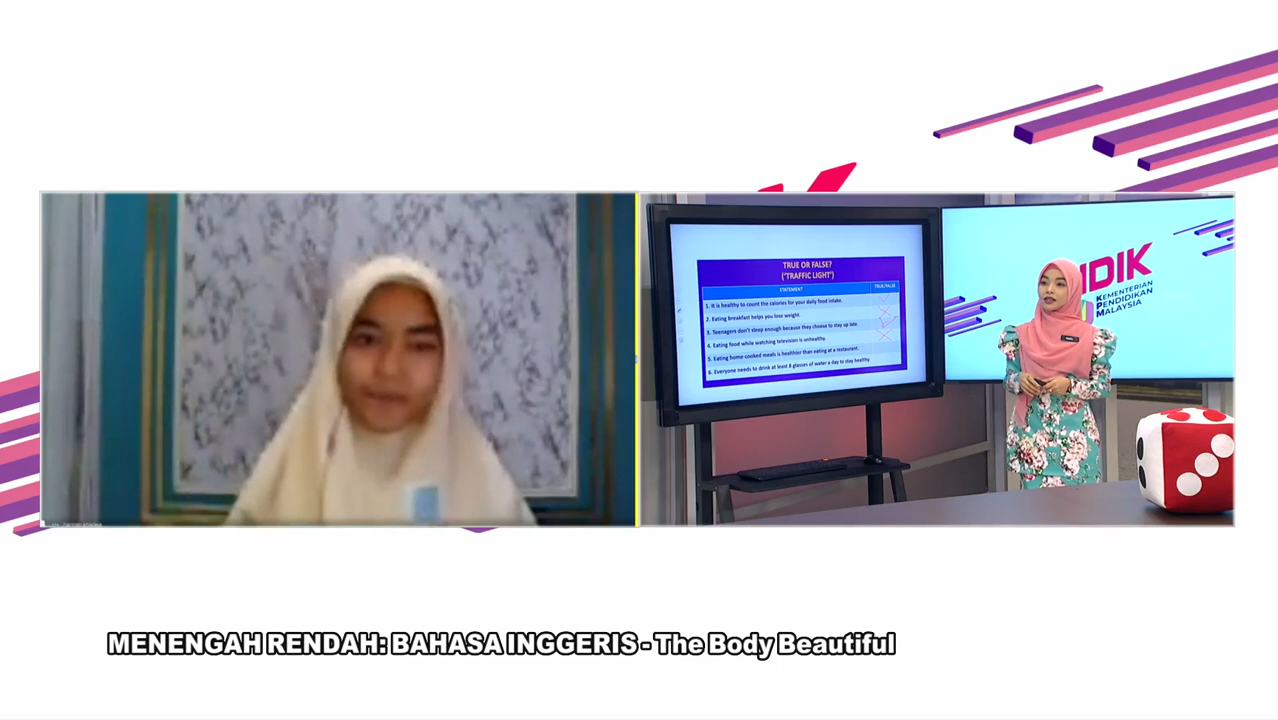 TRUE OR FALSE?
('TRAFFIC LIGHT')
STATEMENT TRUE/FALSE
1. It is healthy to count the calories for your daily food intake.
2. Eating breakfast helps you lose weight.
3. Teenagers don't sleep enough because they choose to stay up late.
4. Eating food while watching television is unhealthy.
5. Eating home-cooked meals is healthier than eating at a restaurant.
6. Everyone needs to drink at least 8 glasses of water a day to stay healthy.
IDIK
KEMENTERIAN
PENDIDIKAN
MALAYSIA
MENENGAH RENDAH: BAHASA INGGERIS - The Body Beautiful